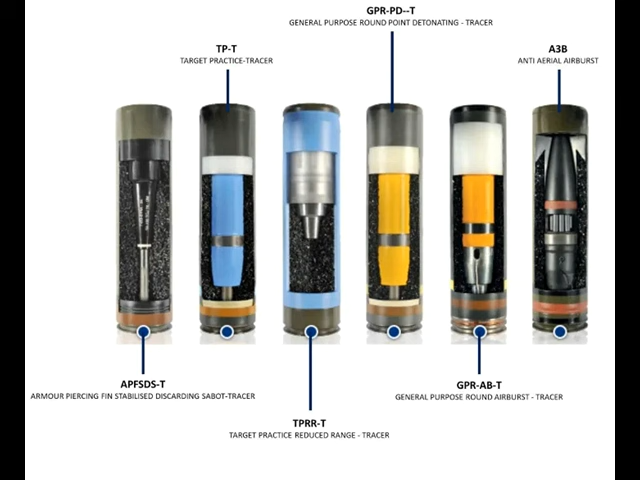 GPR-PD--T
GENERAL PURPOSE ROUND POINT DETONATING - TRACER
TP-T
TARGET PRACTICE-TRACER
A3B
ANTI AERIAL AIRBURST
APFSDS-T
ARMOUR PIERCING FIN STABILISED DISCARDING SABOT-TRACER
GPR-AB-T
GENERAL PURPOSE ROUND AIRBURST - TRACER
TPRR-T
TARGET PRACTICE REDUCED RANGE - TRACER